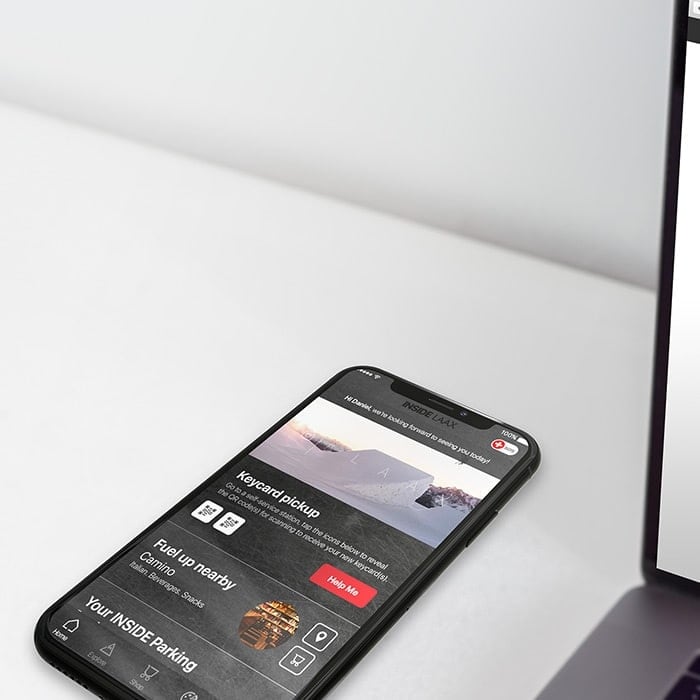 100%
INSIDE LAAX
Hi Daniel, we're looking forward to seeing you today!
LAAX
Keycard pickup
Go to a self-service station, tap the icons below to reveal
the QR code(s) for scanning to receive your new keycard(s).
Help Me
Fuel up nearby
Camino
Italian, Beverages, Snacks
Your INSIDE Parking
Home
Explore
Shop